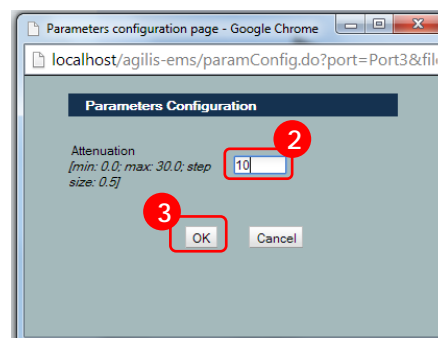 Parameters configuration page - Google Chrome
localhost/agilis-ems/paramConfig.do?port=Port3&file
Parameters Configuration
2
Attenuation
[min: 0.0; max: 30.0; step
size: 0.5]
10
3
OK
Cancel